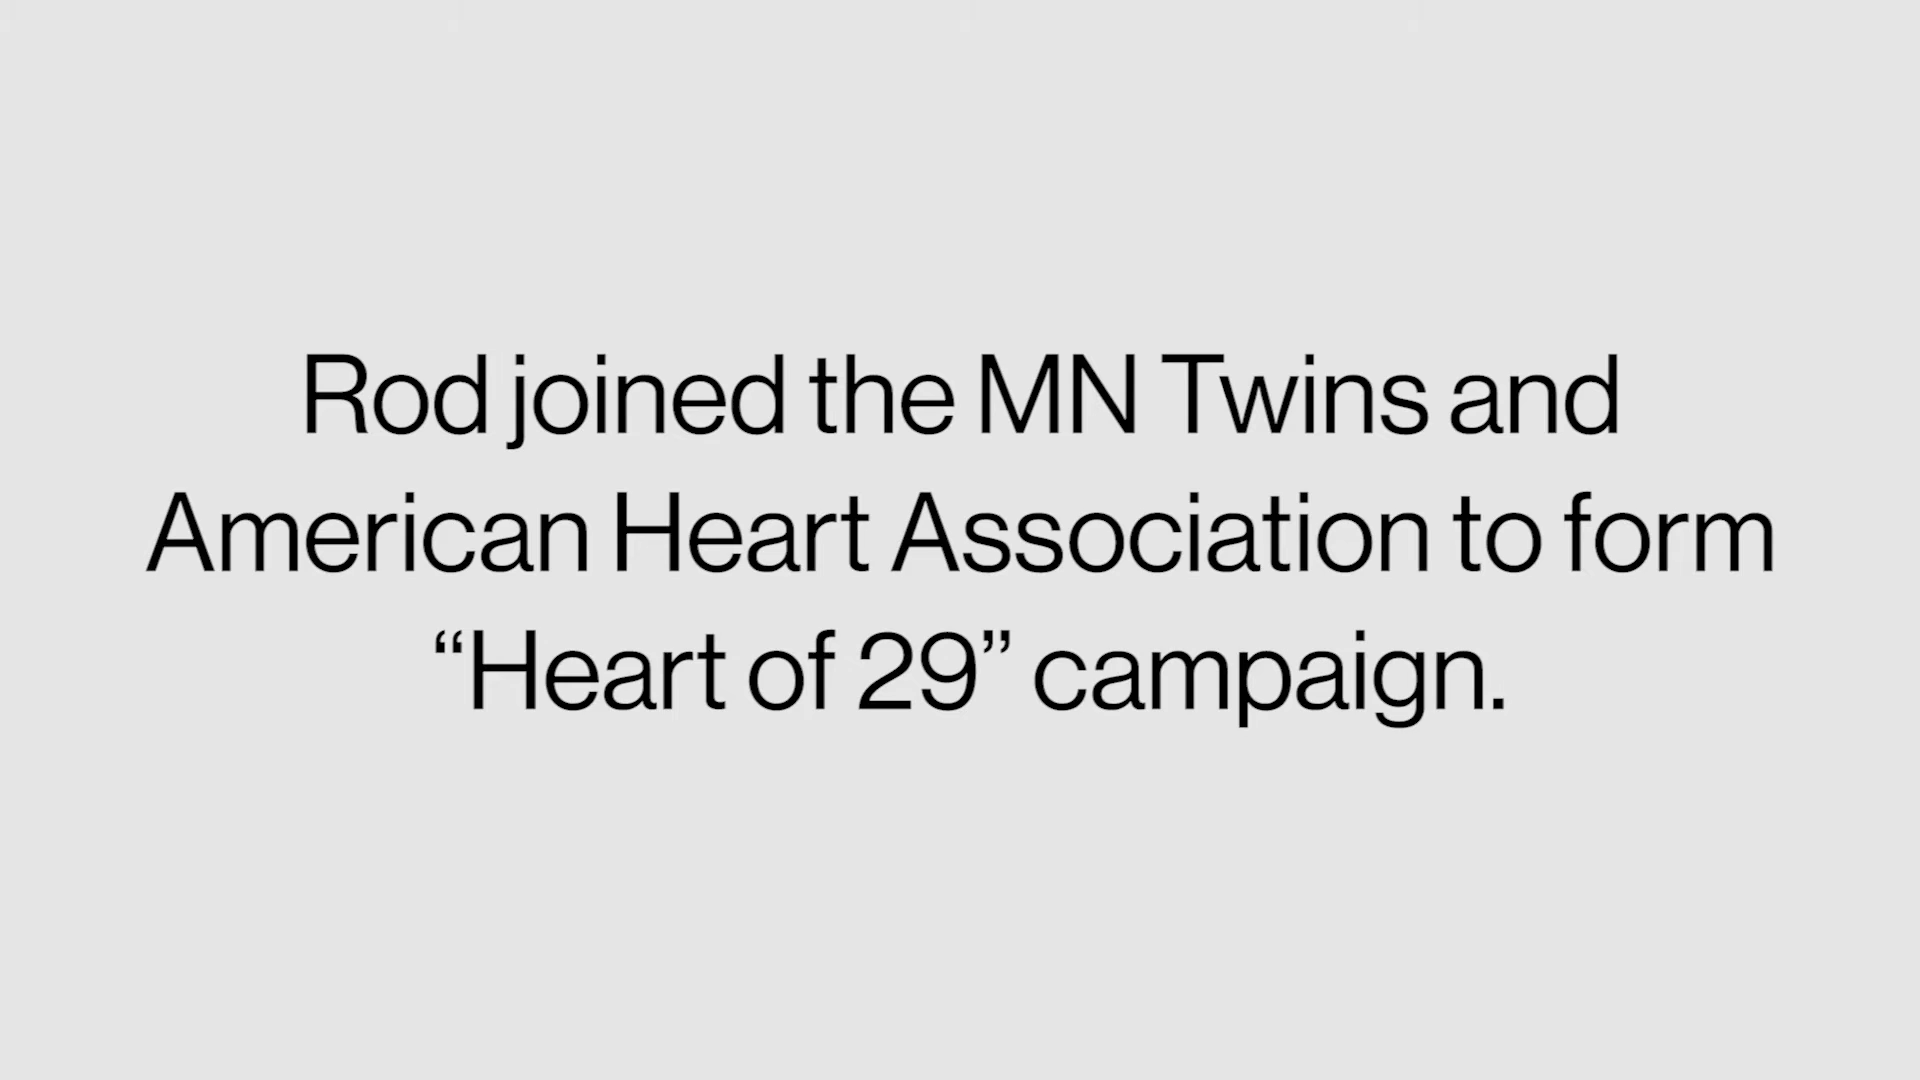 Rod joined the MN Twins and
American Heart Association to form
“Heart of 29” campaign.